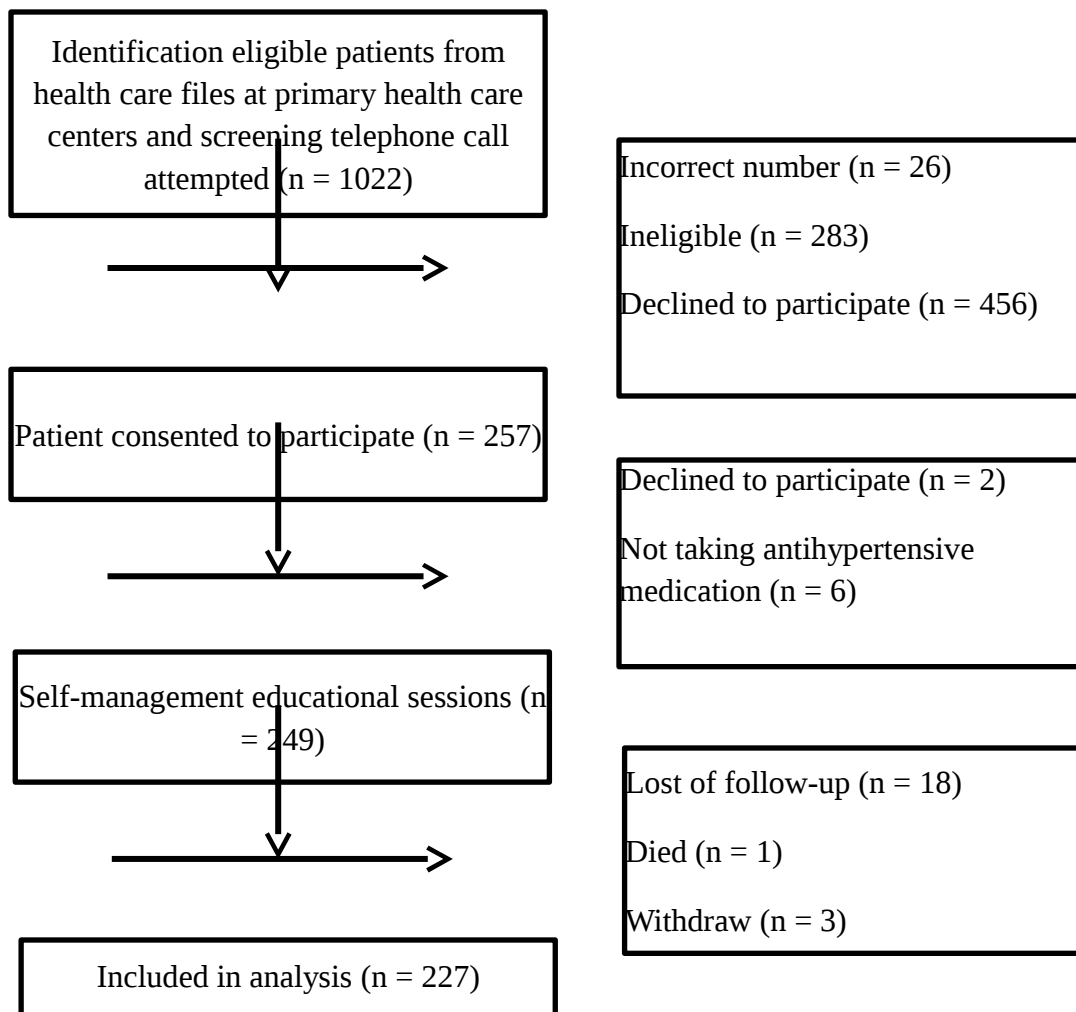 Identification eligible patients from
health care files at primary health care
centers and screening telephone call
attempted (n = 1022)
Incorrect number (n = 26)
Ineligible (n = 283)
Declined to participate (n = 456)
Patient consented to participate (n = 257)
Declined to participate (n = 2)
Not taking antihypertensive
medication (n = 6)
Self-management educational sessions (n
= 249)
Lost of follow-up (n = 18)
Died (n = 1)
Withdraw (n = 3)
Included in analysis (n = 227)